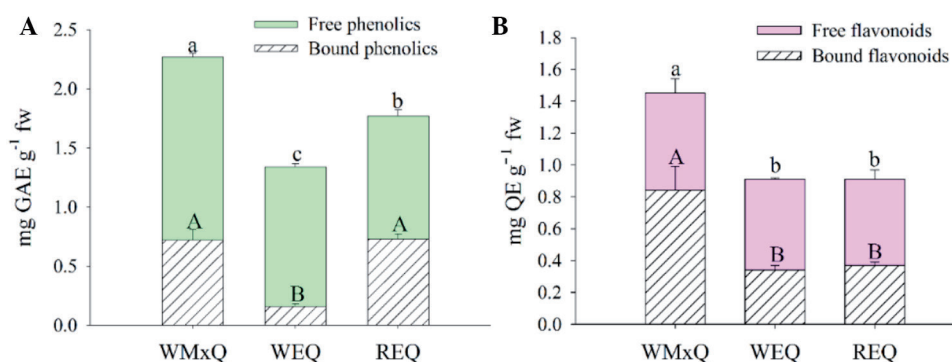 A
Free phenolics
Bound phenolics
mg GAE g⁻¹ fw
2.5
2.0
1.5
1.0
0.5
0.0
a
c
b
A
B
A
WMxQ WEQ REQ
B
Free flavonoids
Bound flavonoids
mg QE g⁻¹ fw
1.8
1.6
1.4
1.2
1.0
0.8
0.6
0.4
0.2
0.0
a
b
b
A
B
B
WMxQ WEQ REQ